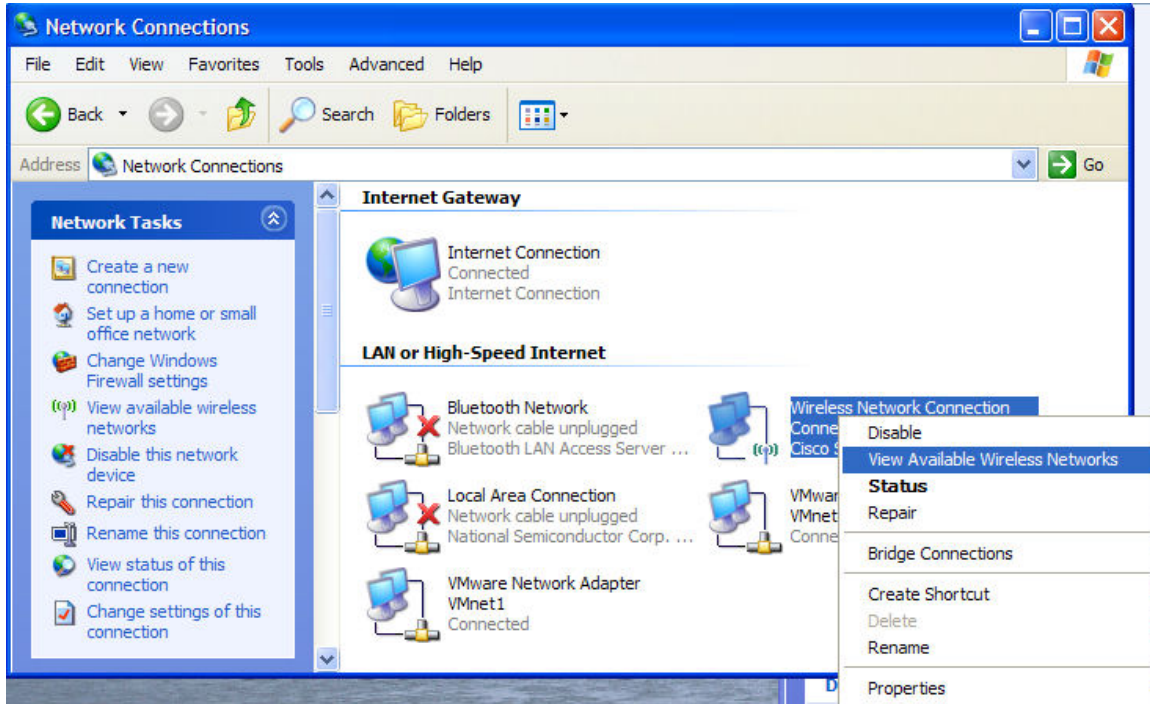 Network Connections
File Edit View Favorites Tools Advanced Help
Back Search Folders
Address Network Connections Go
Network Tasks
Create a new
connection
Set up a home or small
office network
Change Windows
Firewall settings
View available wireless
networks
Disable this network
device
Repair this connection
Rename this connection
View status of this
connection
Change settings of this
connection
Internet Gateway
Internet Connection
Connected
Internet Connection
LAN or High-Speed Internet
Bluetooth Network
Network cable unplugged
Bluetooth LAN Access Server ...
Wireless Network Connection
Conne
Cisco S
Local Area Connection
Network cable unplugged
National Semiconductor Corp. ...
VMwar
VMnet
Conne
VMware Network Adapter
VMnet1
Connected
Disable
View Available Wireless Networks
Status
Repair
Bridge Connections
Create Shortcut
Delete
Rename
Properties
D